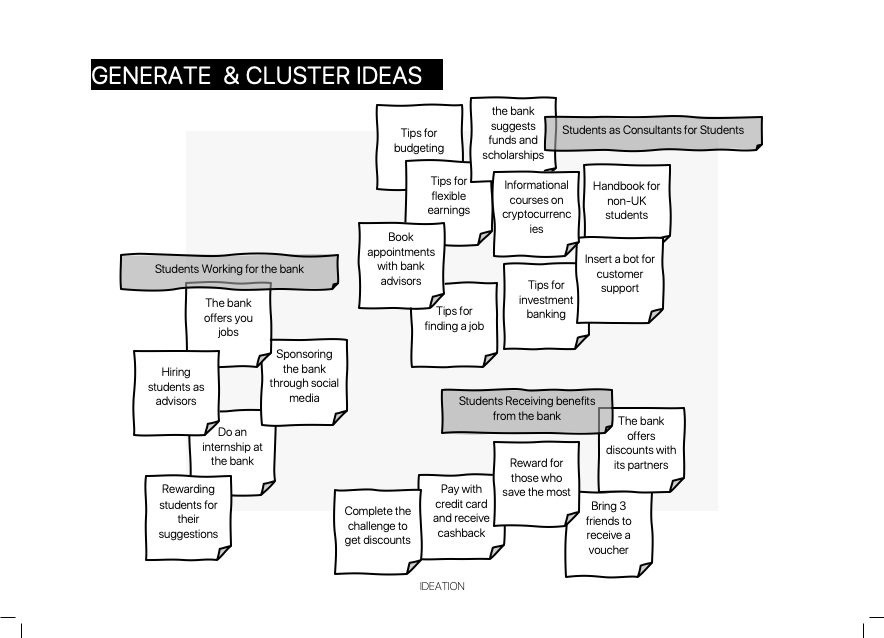 GENERATE & CLUSTER IDEAS
Tips for
budgeting
the bank
suggests
funds and
scholarships
Students as Consultants for Students
Tips for
flexible
earnings
Informational
courses on
cryptocurrenc
ies
Handbook for
non-UK
students
Book
appointments
with bank
advisors
Insert a bot for
customer
support
Tips for
investment
banking
Tips for
finding a job
Students Working for the bank
The bank
offers you
jobs
Sponsoring
the bank
through social
media
Hiring
students as
advisors
Do an
internship at
the bank
Rewarding
students for
their
suggestions
Students Receiving benefits
from the bank
The bank
offers
discounts with
its partners
Reward for
those who
save the most
Pay with
credit card
and receive
cashback
Complete the
challenge to
get discounts
Bring 3
friends to
receive a
voucher
IDEATION